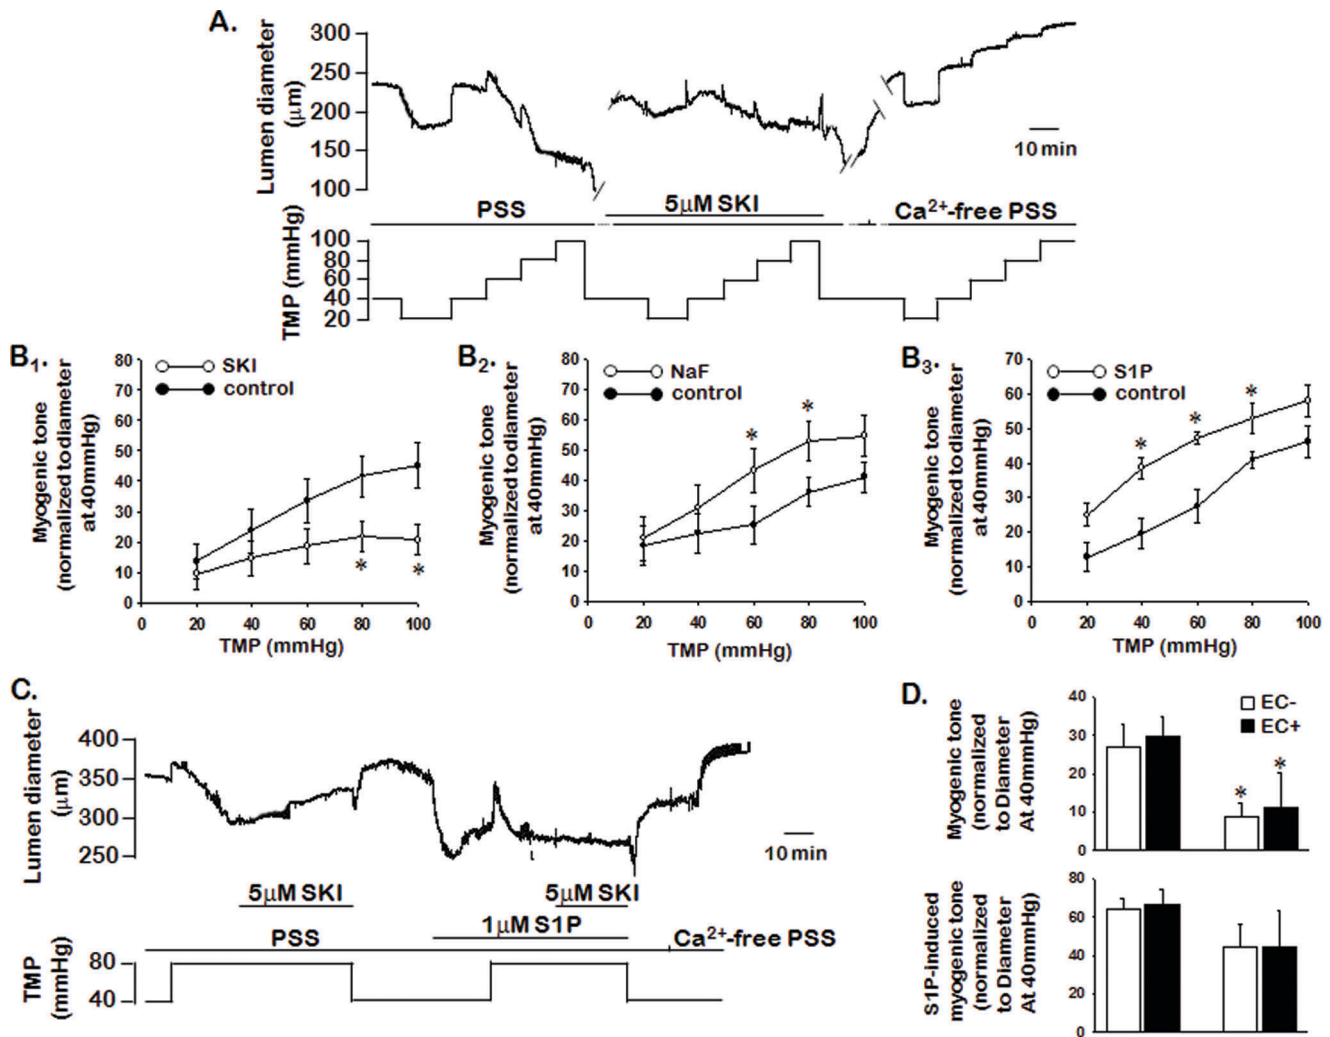 A.
Lumen diameter
(μm)
300
250
200
150
100
10 min
PSS
5μM SKI
Ca2+-free PSS
TMP (mmHg)
100
80
60
40
20
B1.
SKI
control
Myogenic tone
(normalized todiameter
at 40mmHg)
80
70
60
50
40
30
20
10
0
0 20 40 60 80 100
TMP (mmHg)
* *
B2.
NaF
control
Myogenic tone
(normalized todiameter
at 40mmHg)
80
70
60
50
40
30
20
10
0
0 20 40 60 80 100
TMP (mmHg)
* *
B3.
S1P
control
Myogenic tone
(normalized todiameter
at 40mmHg)
70
60
50
40
30
20
10
0
0 20 40 60 80 100
TMP (mmHg)
* * *
C.
Lumen diameter
(μm)
400
350
300
250
10 min
5μM SKI 5μM SKI
1μM S1P
PSS
Ca2+-free PSS
TMP
(mmHg)
80
40
D.
EC-
EC+
Myogenic tone
(normalized
to Diameter
At 40mmHg)
40
30
20
10
0
* *
S1P-induced
myogenic tone
(normalized
to Diameter
At 40mmHg)
80
60
40
20
0